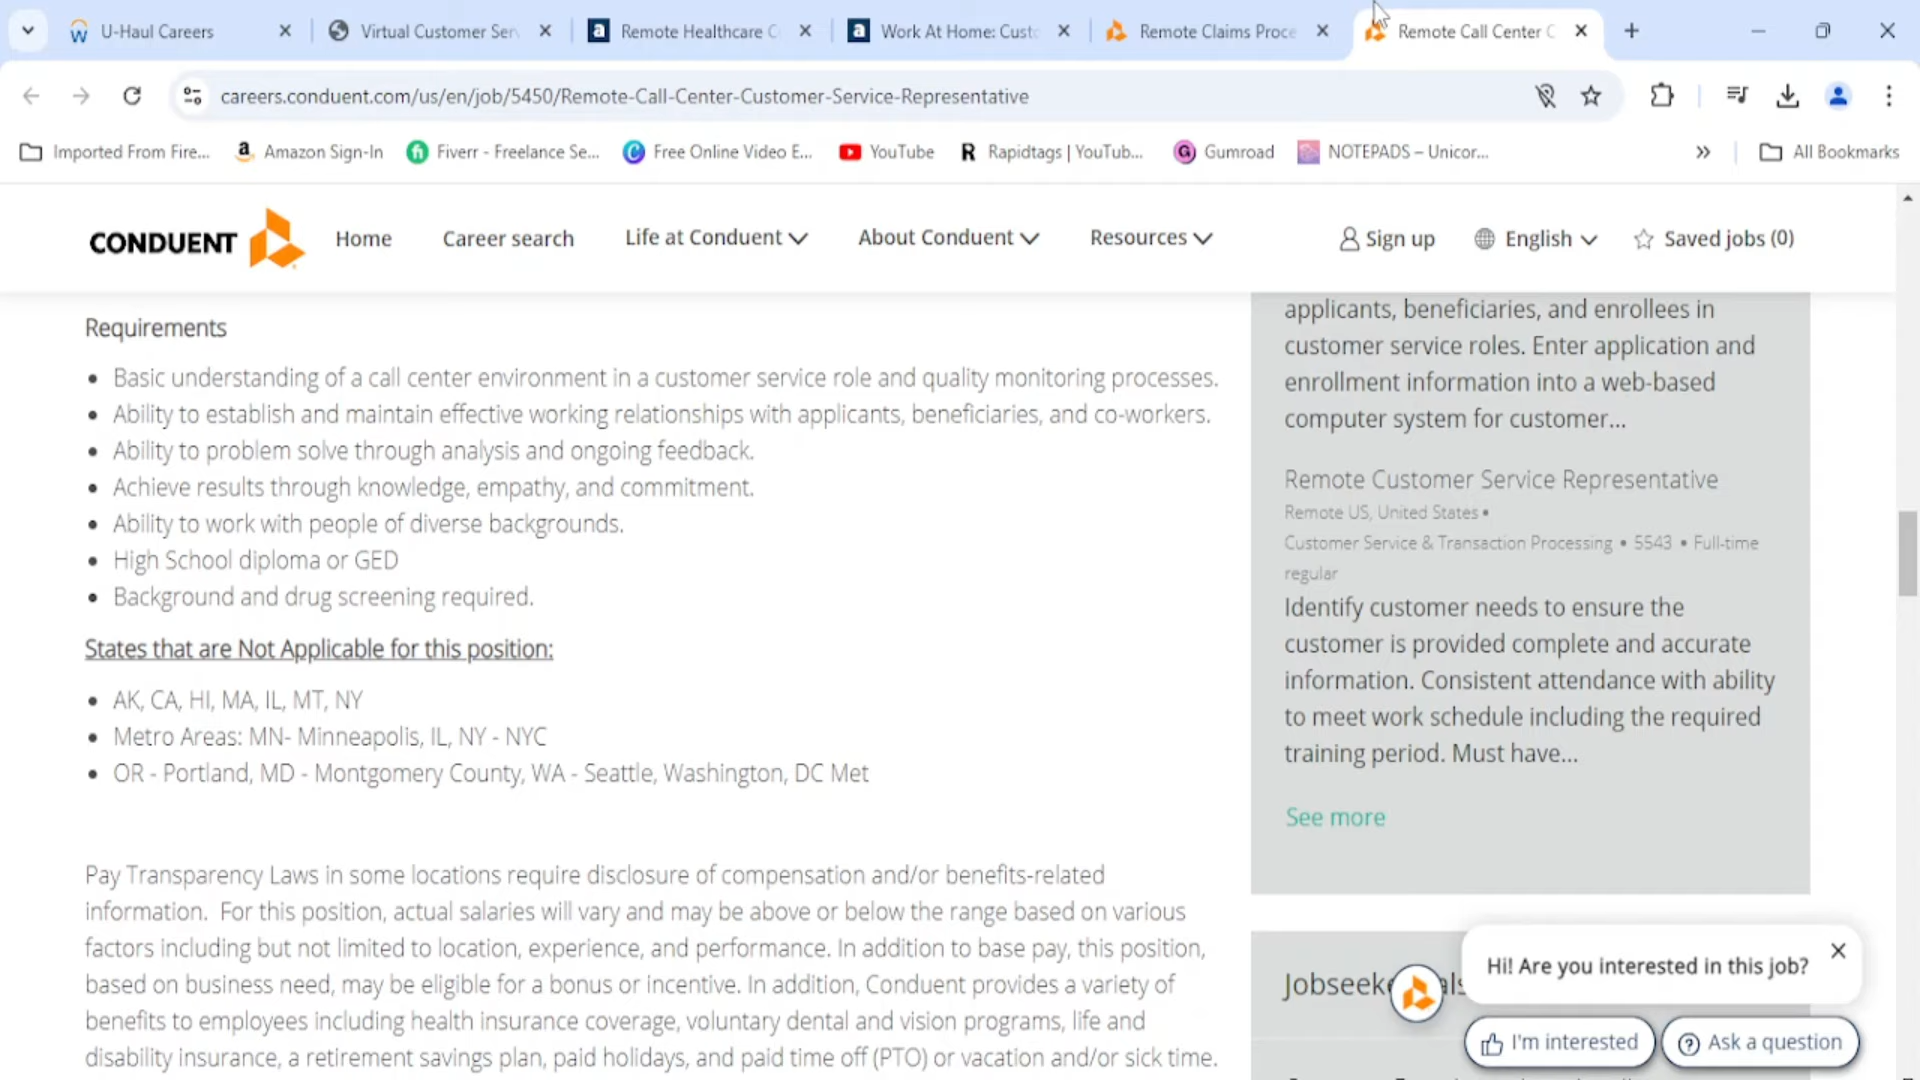 U-Haul Careers
Virtual Customer Serv
Remote Healthcare C
Work At Home: Custo
Remote Claims Proce
Remote Call Center C
careers.conduent.com/us/en/job/5450/Remote-Call-Center-Customer-Service-Representative
Imported From Fire...
Amazon Sign-In
Fiverr - Freelance Se...
Free Online Video E...
YouTube
Rapidtags | YouTub...
Gumroad
NOTEPADS – Unicor...
All Bookmarks
CONDUENT
Home
Career search
Life at Conduent
About Conduent
Resources
Sign up
English
Saved jobs (0)
Requirements
Basic understanding of a call center environment in a customer service role and quality monitoring processes.
Ability to establish and maintain effective working relationships with applicants, beneficiaries, and co-workers.
Ability to problem solve through analysis and ongoing feedback.
Achieve results through knowledge, empathy, and commitment.
Ability to work with people of diverse backgrounds.
High School diploma or GED
Background and drug screening required.
States that are Not Applicable for this position:
AK, CA, HI, MA, IL, MT, NY
Metro Areas: MN- Minneapolis, IL, NY - NYC
OR - Portland, MD - Montgomery County, WA - Seattle, Washington, DC Met
Pay Transparency Laws in some locations require disclosure of compensation and/or benefits-related
information.  For this position, actual salaries will vary and may be above or below the range based on various
factors including but not limited to location, experience, and performance. In addition to base pay, this position,
based on business need, may be eligible for a bonus or incentive. In addition, Conduent provides a variety of
benefits to employees including health insurance coverage, voluntary dental and vision programs, life and
disability insurance, a retirement savings plan, paid holidays, and paid time off (PTO) or vacation and/or sick time.
applicants, beneficiaries, and enrollees in
customer service roles. Enter application and
enrollment information into a web-based
computer system for customer...
Remote Customer Service Representative
Remote US, United States •
Customer Service & Transaction Processing • 5543 • Full-time
regular
Identify customer needs to ensure the
customer is provided complete and accurate
information. Consistent attendance with ability
to meet work schedule including the required
training period. Must have...
See more
Hi! Are you interested in this job?
I'm interested
Ask a question